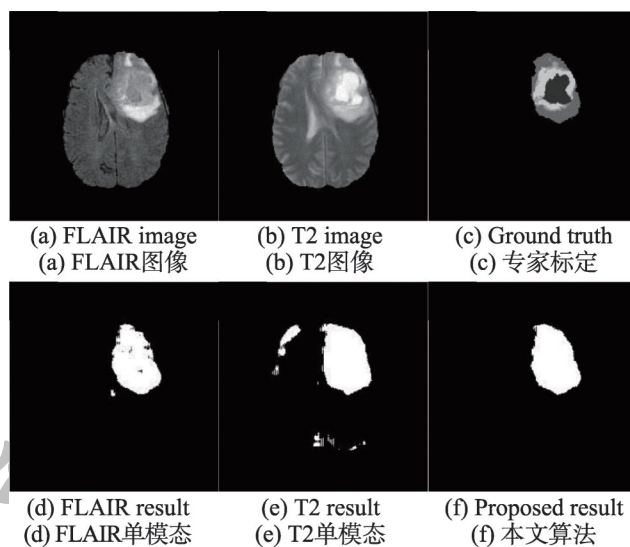 (a) FLAIR image (b) T2 image (c) Ground truth
(a) FLAIR图像 (b) T2图像 (c) 专家标定
(d) FLAIR result (e) T2 result (f) Proposed result
(d) FLAIR单模态 (e) T2单模态 (f) 本文算法